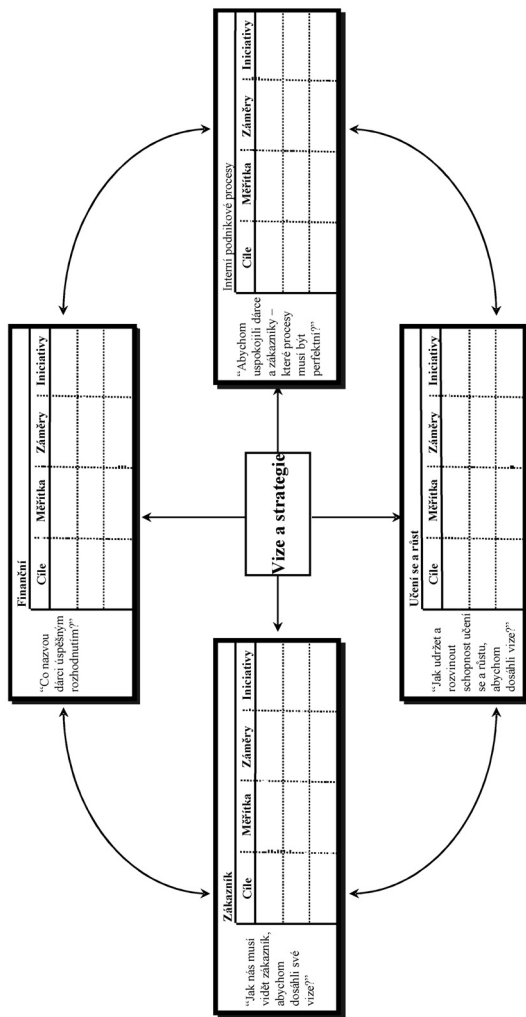 Finanční
“Co nazvou
dárci úspěšným
rozhodnutím?”
Cíle Měřítka Záměry Iniciativy
Zákazník
“Jak nás musí
vidět zákazník,
abychom
dosáhli své
vize?”
Cíle Měřítka Záměry Iniciativy
Vize a strategie
Interní podnikové procesy
“Abychom
uspokojili dárce
a zákazníky –
které procesy
musí být
perfektní?”
Cíle Měřítka Záměry Iniciativy
Učení se a růst
“Jak udržet a
rozvinout
schopnost učení
se a růstu,
abychom
dosáhli vize?”
Cíle Měřítka Záměry Iniciativy